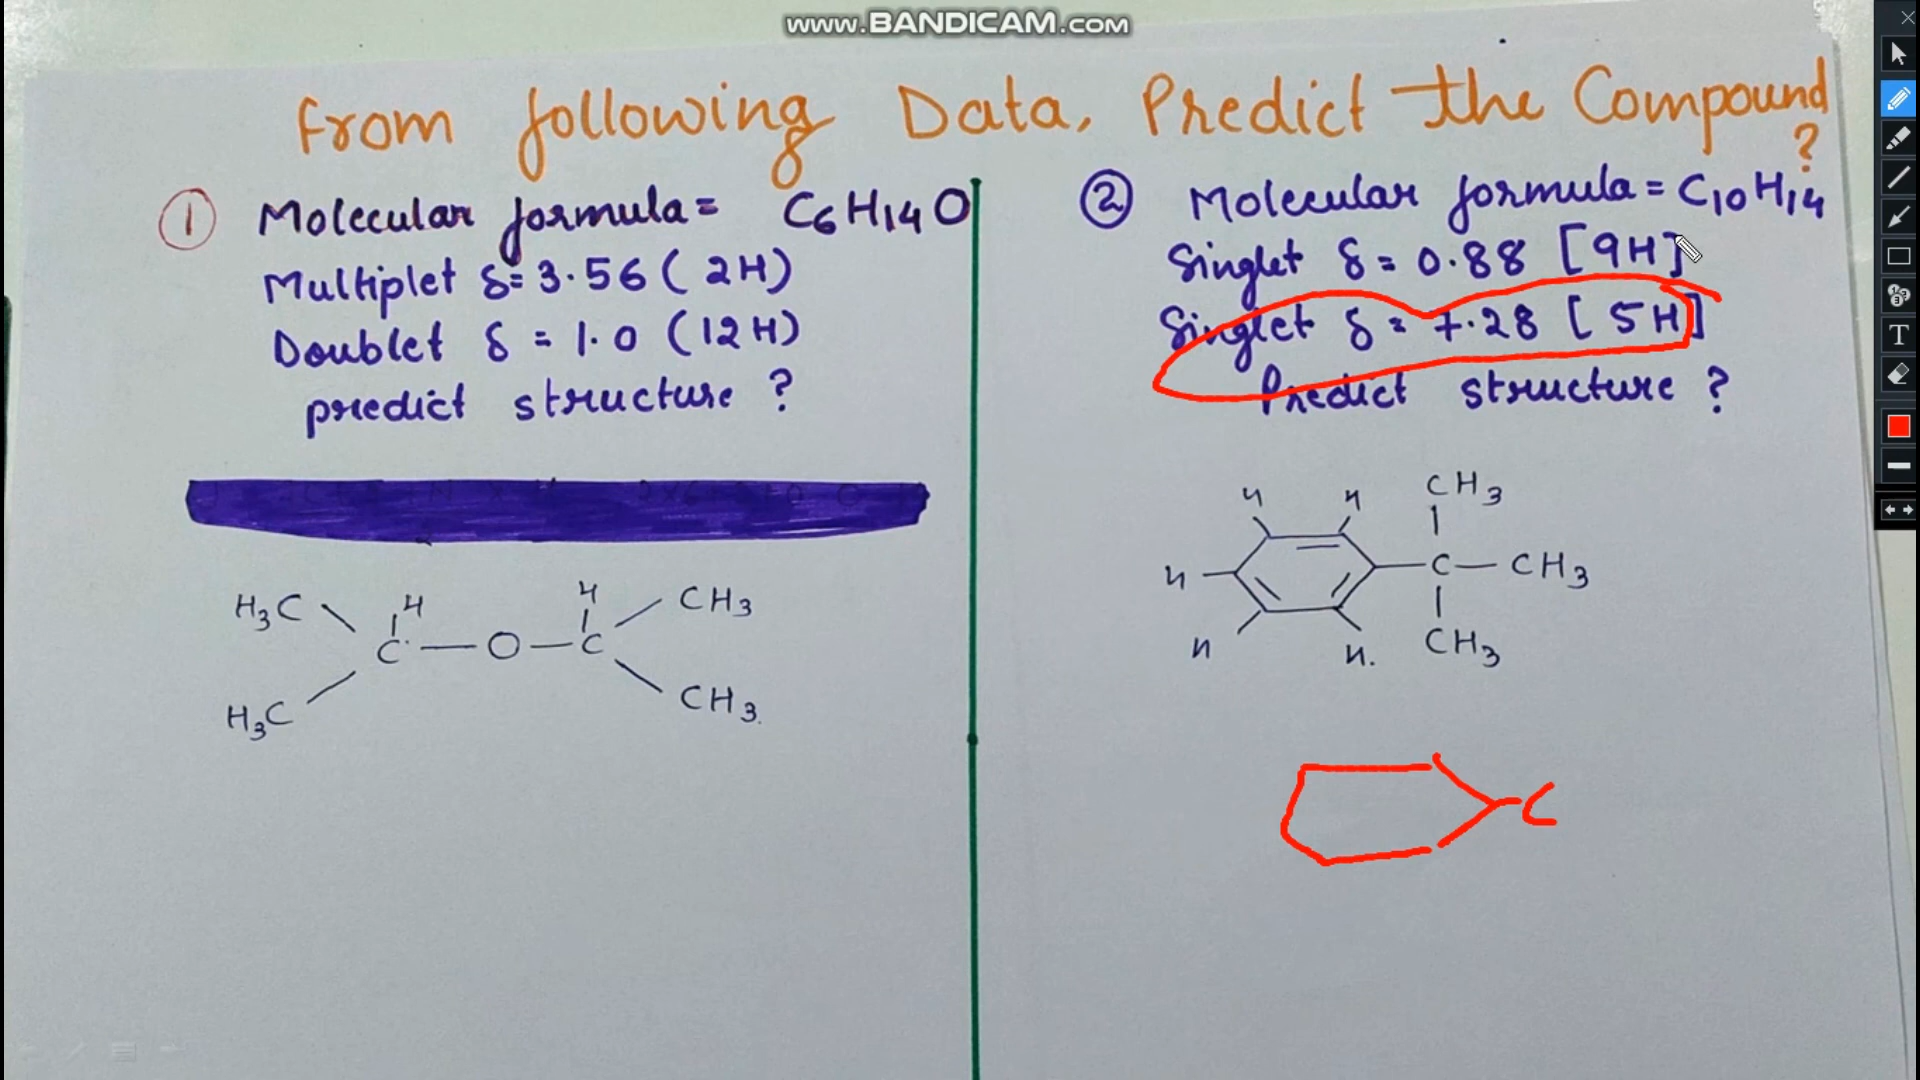 www.BANDICAM.com
From following Data, Predict the Compound ?
① Molecular formula = C6H14O
Multiplet δ = 3.56 ( 2H )
Doublet δ = 1.0 ( 12H )
predict structure ?
H3C H H CH3
C — O — C
H3C CH3.
② Molecular formula = C10H14
Singlet δ = 0.88 [ 9H ]
Singlet δ = 7.28 [ 5H ]
Predict structure ?
H H CH3
H C — CH3
H H. CH3
C
T